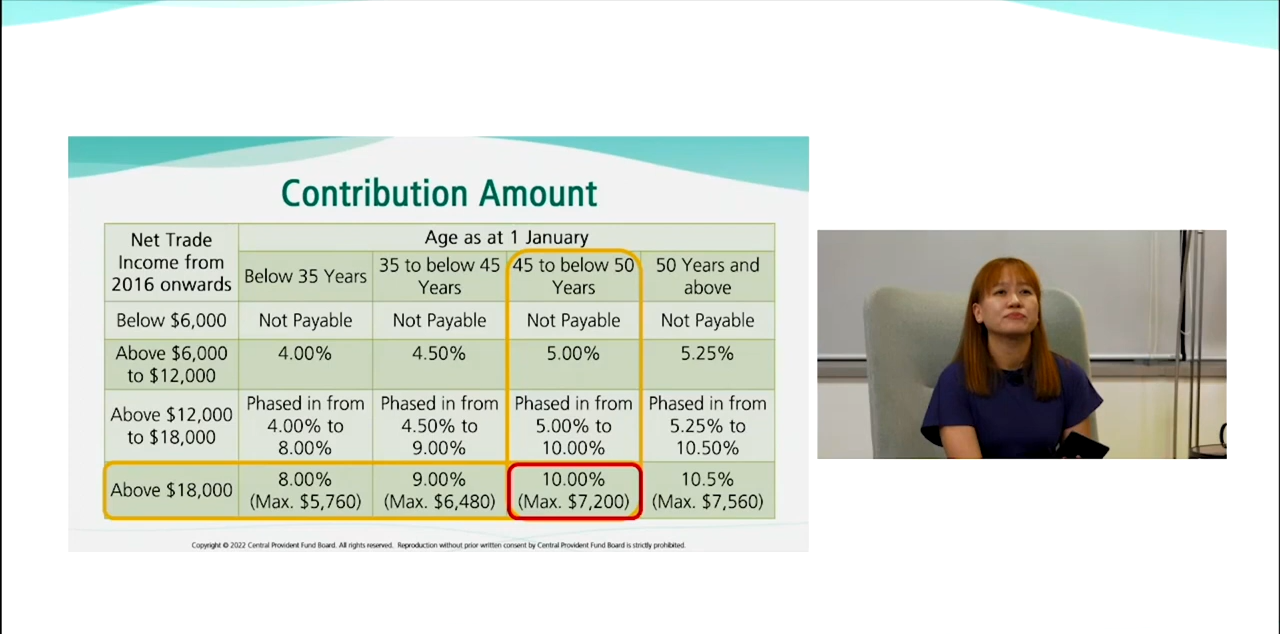 Contribution Amount
Net Trade
Income from
2016 onwards
Age as at 1 January
Below 35 Years
35 to below 45
Years
45 to below 50
Years
50 Years and
above
Below $6,000
Not Payable
Not Payable
Not Payable
Not Payable
Above $6,000
to $12,000
4.00%
4.50%
5.00%
5.25%
Above $12,000
to $18,000
Phased in from
4.00% to
8.00%
Phased in from
4.50% to
9.00%
Phased in from
5.00% to
10.00%
Phased in from
5.25% to
10.50%
Above $18,000
8.00%
(Max. $5,760)
9.00%
(Max. $6,480)
10.00%
(Max. $7,200)
10.5%
(Max. $7,560)
Copyright © 2022 Central Provident Fund Board. All rights reserved. Reproduction without prior written consent by Central Provident Fund Board is strictly prohibited.